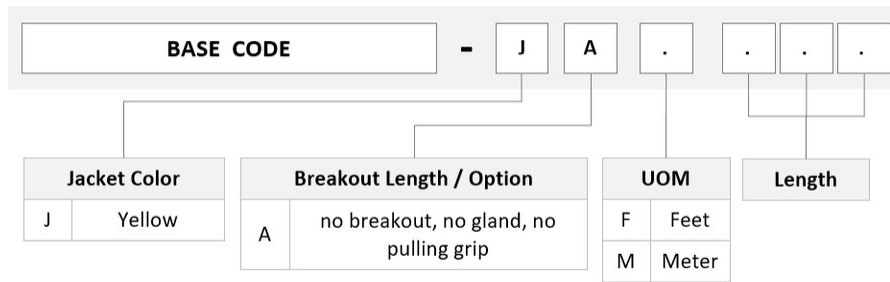 BASE CODE - J A . . . .
Jacket Color
J Yellow
Breakout Length / Option
A no breakout, no gland, no
pulling grip
UOM
F Feet
M Meter
Length